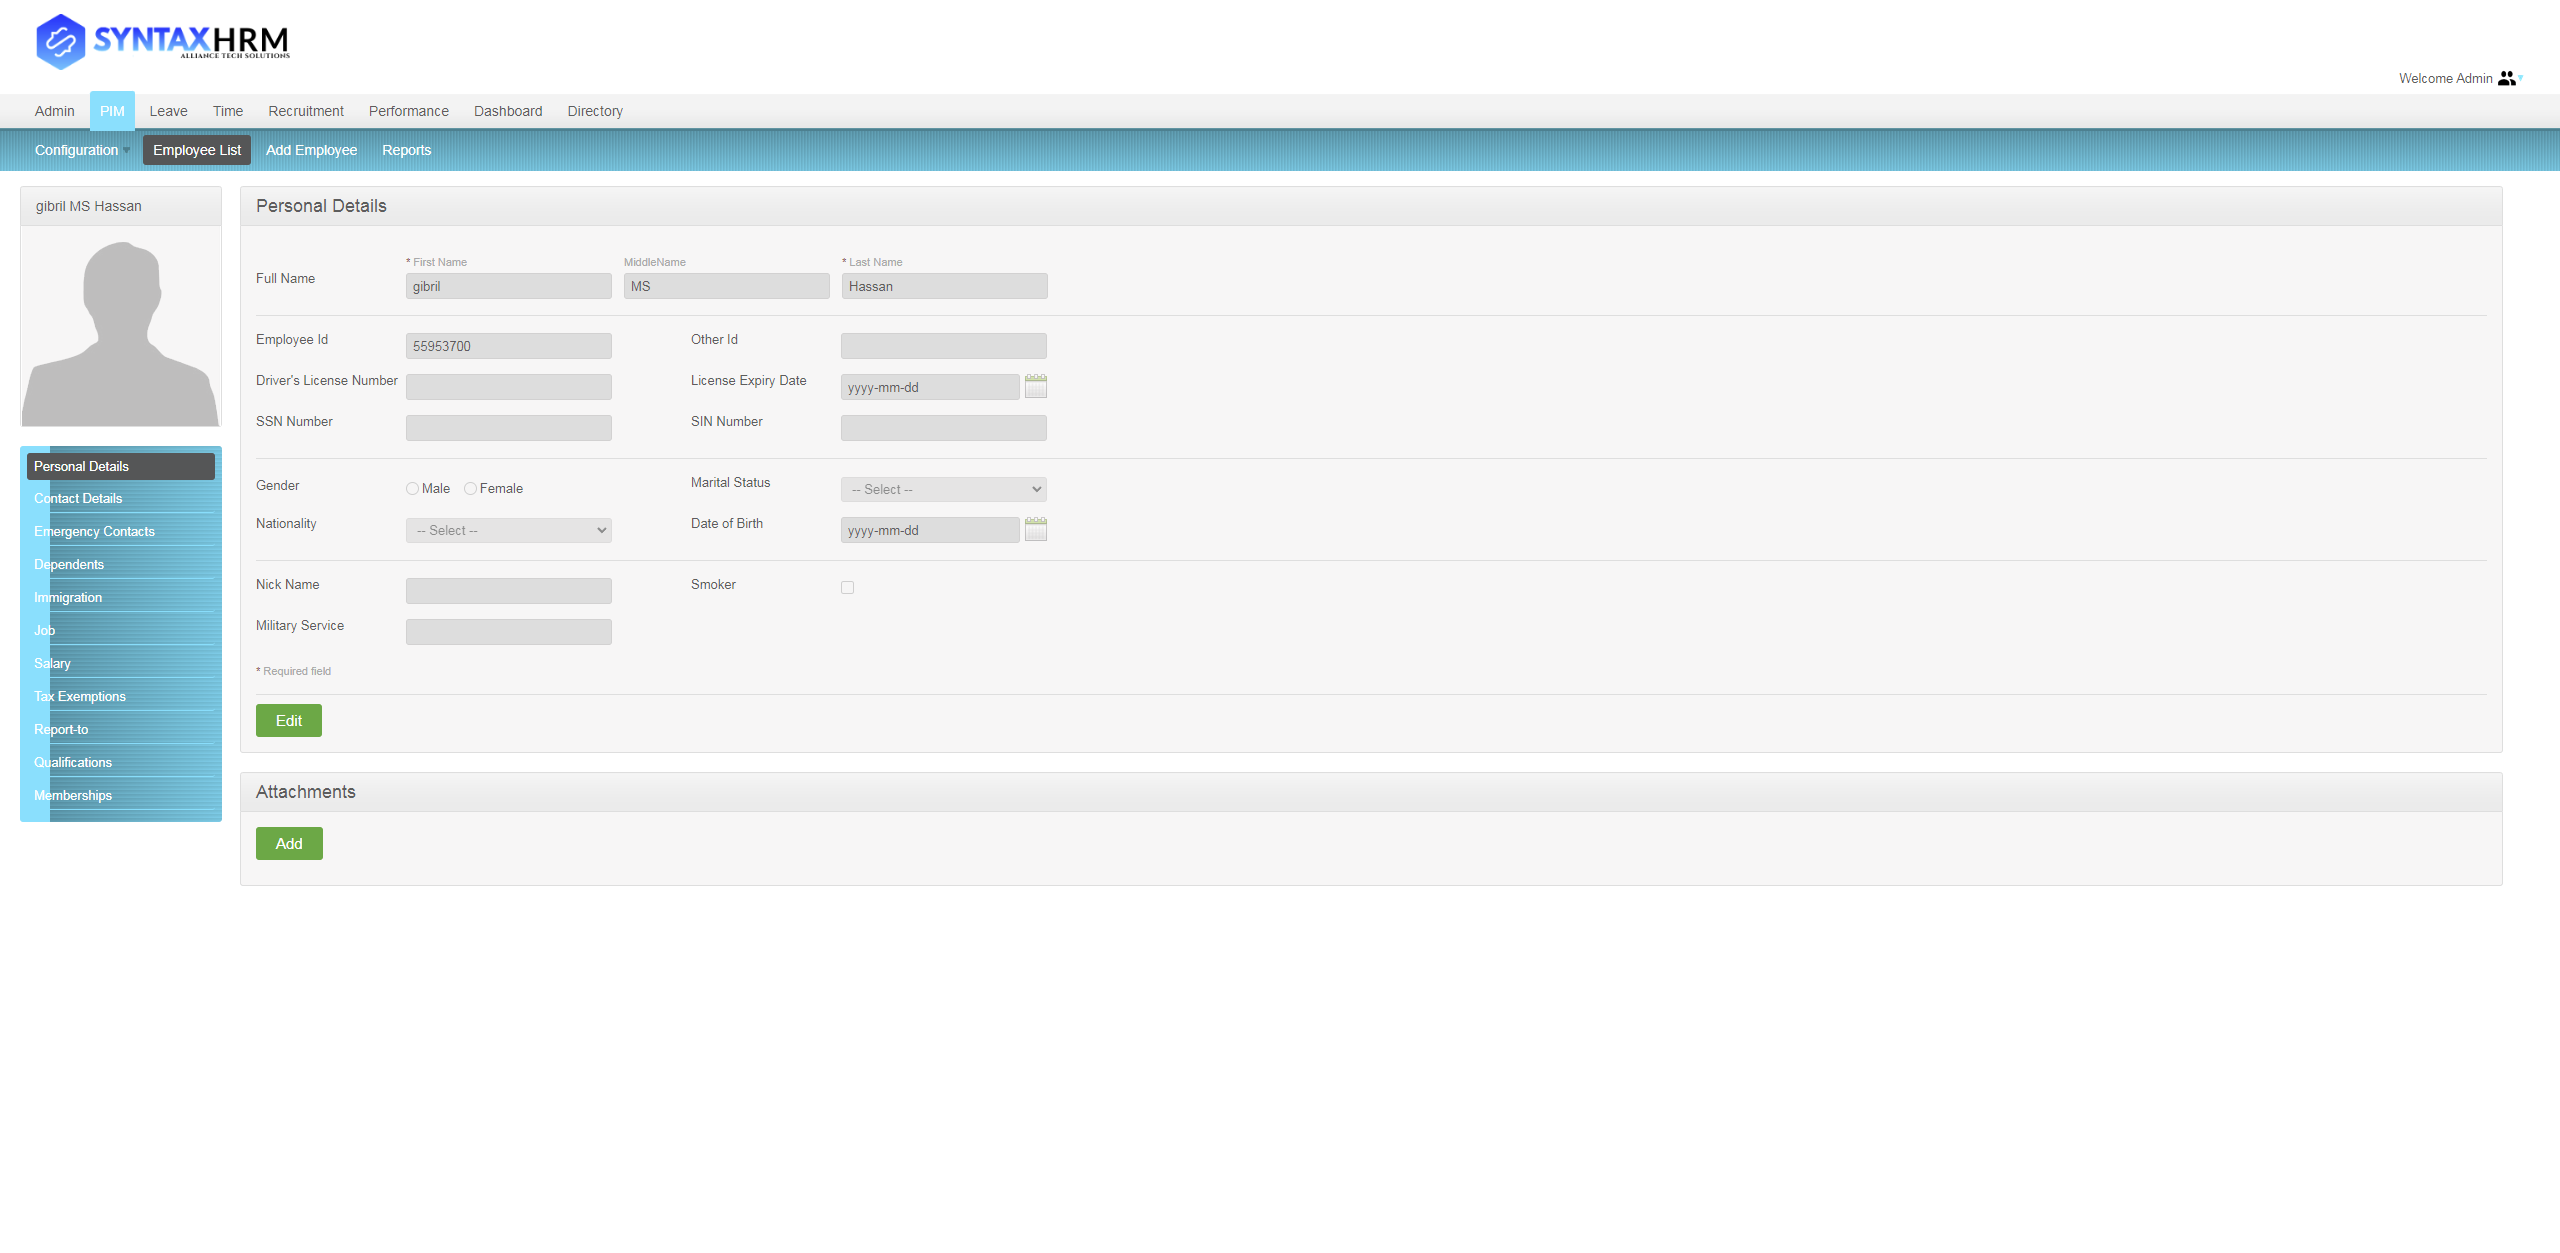 SYNTAXHRM
ALLIANCE TECH SOLUTIONS
Welcome Admin
Admin PIM Leave Time Recruitment Performance Dashboard Directory
Configuration Employee List Add Employee Reports
gibril MS Hassan
Personal Details
Contact Details
Emergency Contacts
Dependents
Immigration
Job
Salary
Tax Exemptions
Report-to
Qualifications
Memberships
Personal Details
* First Name MiddleName * Last Name
Full Name gibril MS Hassan
Employee Id 55953700 Other Id
Driver's License Number License Expiry Date yyyy-mm-dd
SSN Number SIN Number
Gender Male Female Marital Status -- Select --
Nationality -- Select -- Date of Birth yyyy-mm-dd
Nick Name Smoker
Military Service
* Required field
Edit
Attachments
Add